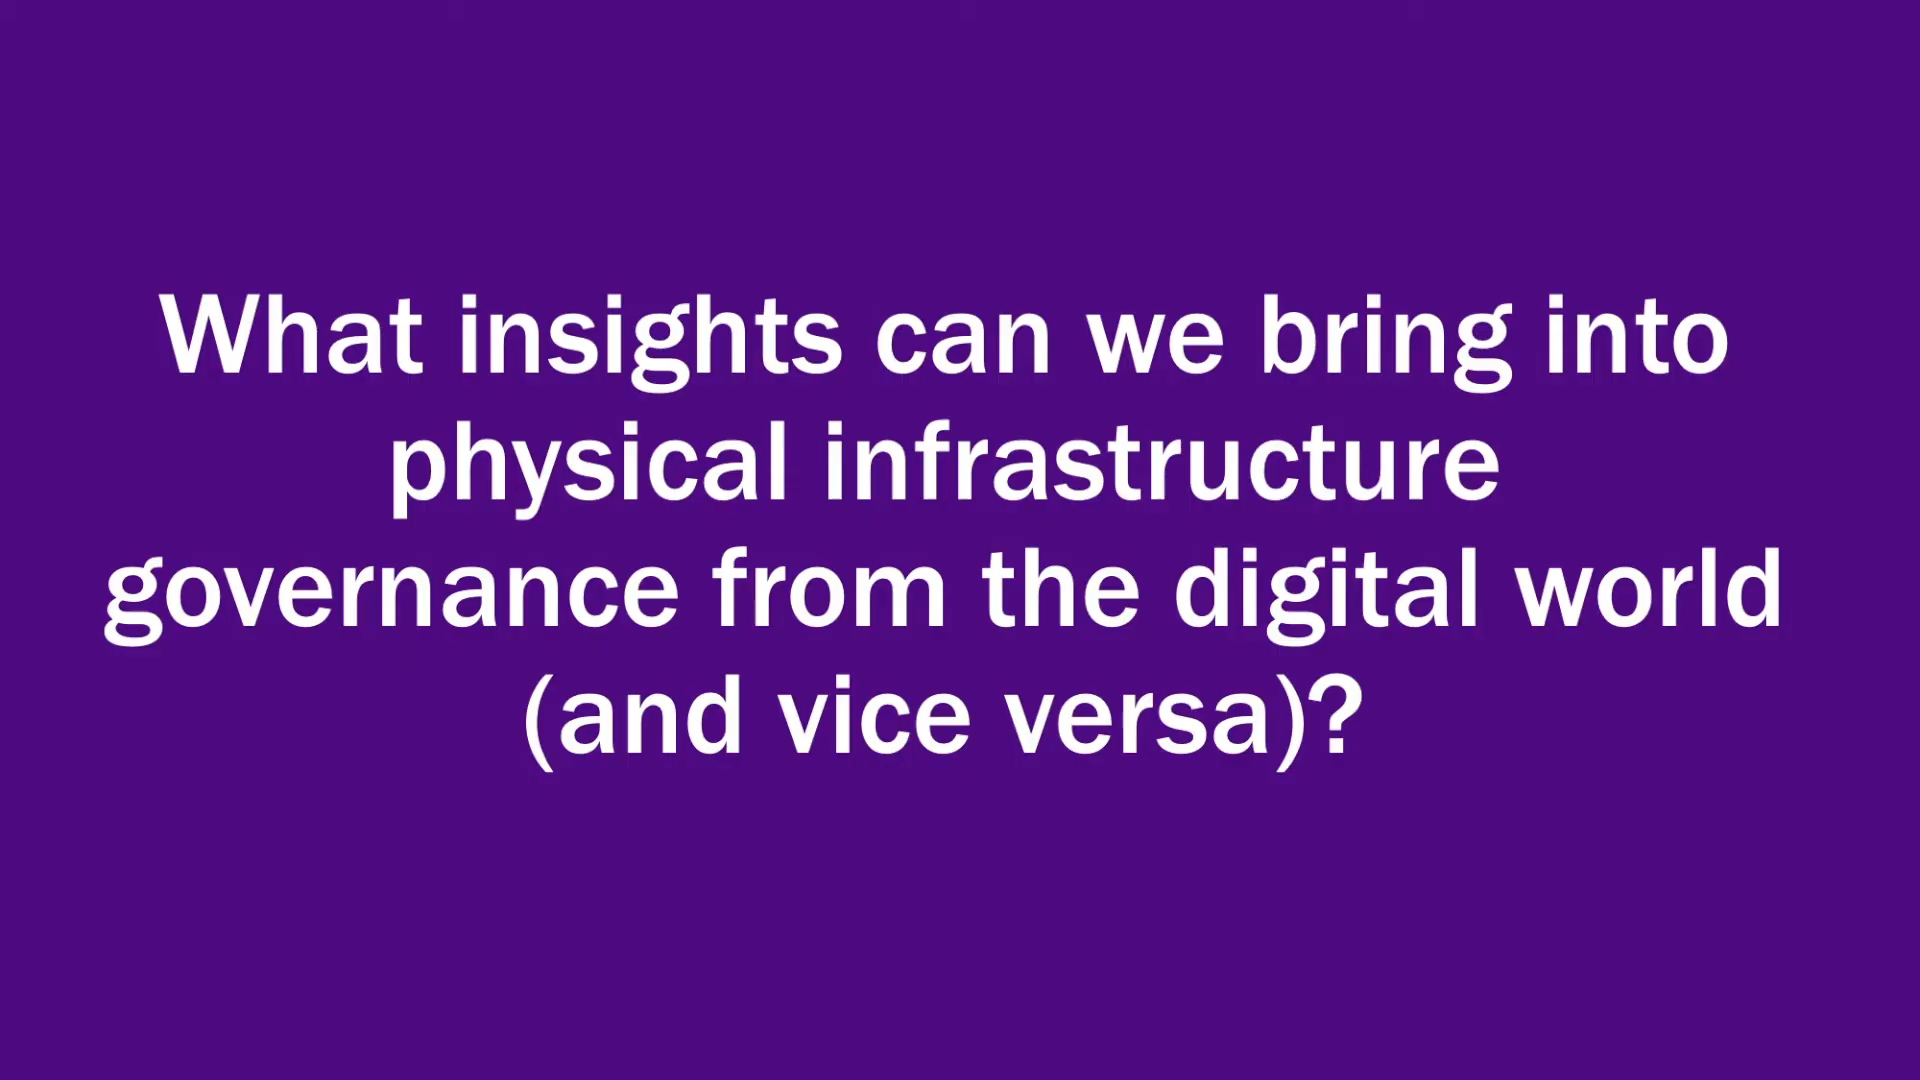 What insights can we bring into
physical infrastructure
governance from the digital world
(and vice versa)?